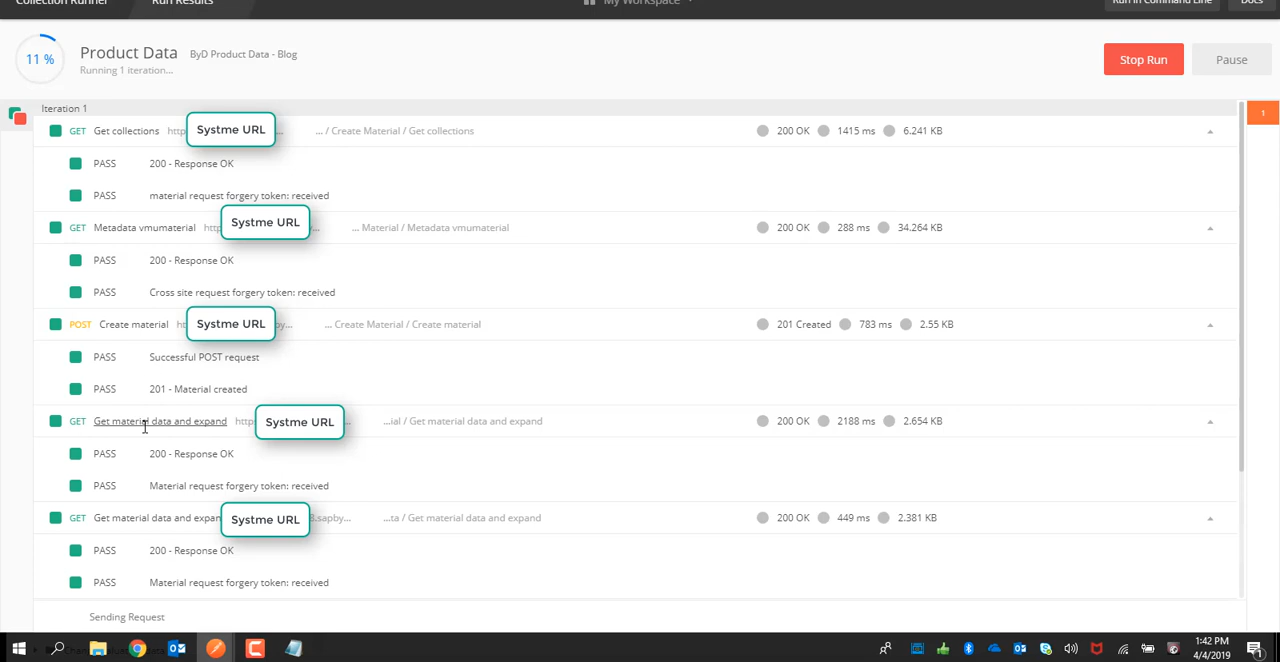 Collection Runner Run Results My Workspace Run in Command Line Docs
11 %
Product Data ByD Product Data - Blog
Running 1 iteration...
Stop Run Pause
Iteration 1
1
GET Get collections Systme URL ... ... / Create Material / Get collections 200 OK 1415 ms 6.241 KB
PASS 200 - Response OK
PASS material request forgery token: received
GET Metadata vmumaterial http Systme URL ... ... Material / Metadata vmumaterial 200 OK 288 ms 34.264 KB
PASS 200 - Response OK
PASS Cross site request forgery token: received
POST Create material Systme URL ... ... Create Material / Create material 201 Created 783 ms 2.55 KB
PASS Successful POST request
PASS 201 - Material created
GET Get material data and expand Systme URL ... ...ial / Get material data and expand 200 OK 2188 ms 2.654 KB
PASS 200 - Response OK
PASS Material request forgery token: received
GET Get material data and expan Systme URL .sapby... ...ta / Get material data and expand 200 OK 449 ms 2.381 KB
PASS 200 - Response OK
PASS Material request forgery token: received
Sending Request
1:42 PM
4/4/2019
1